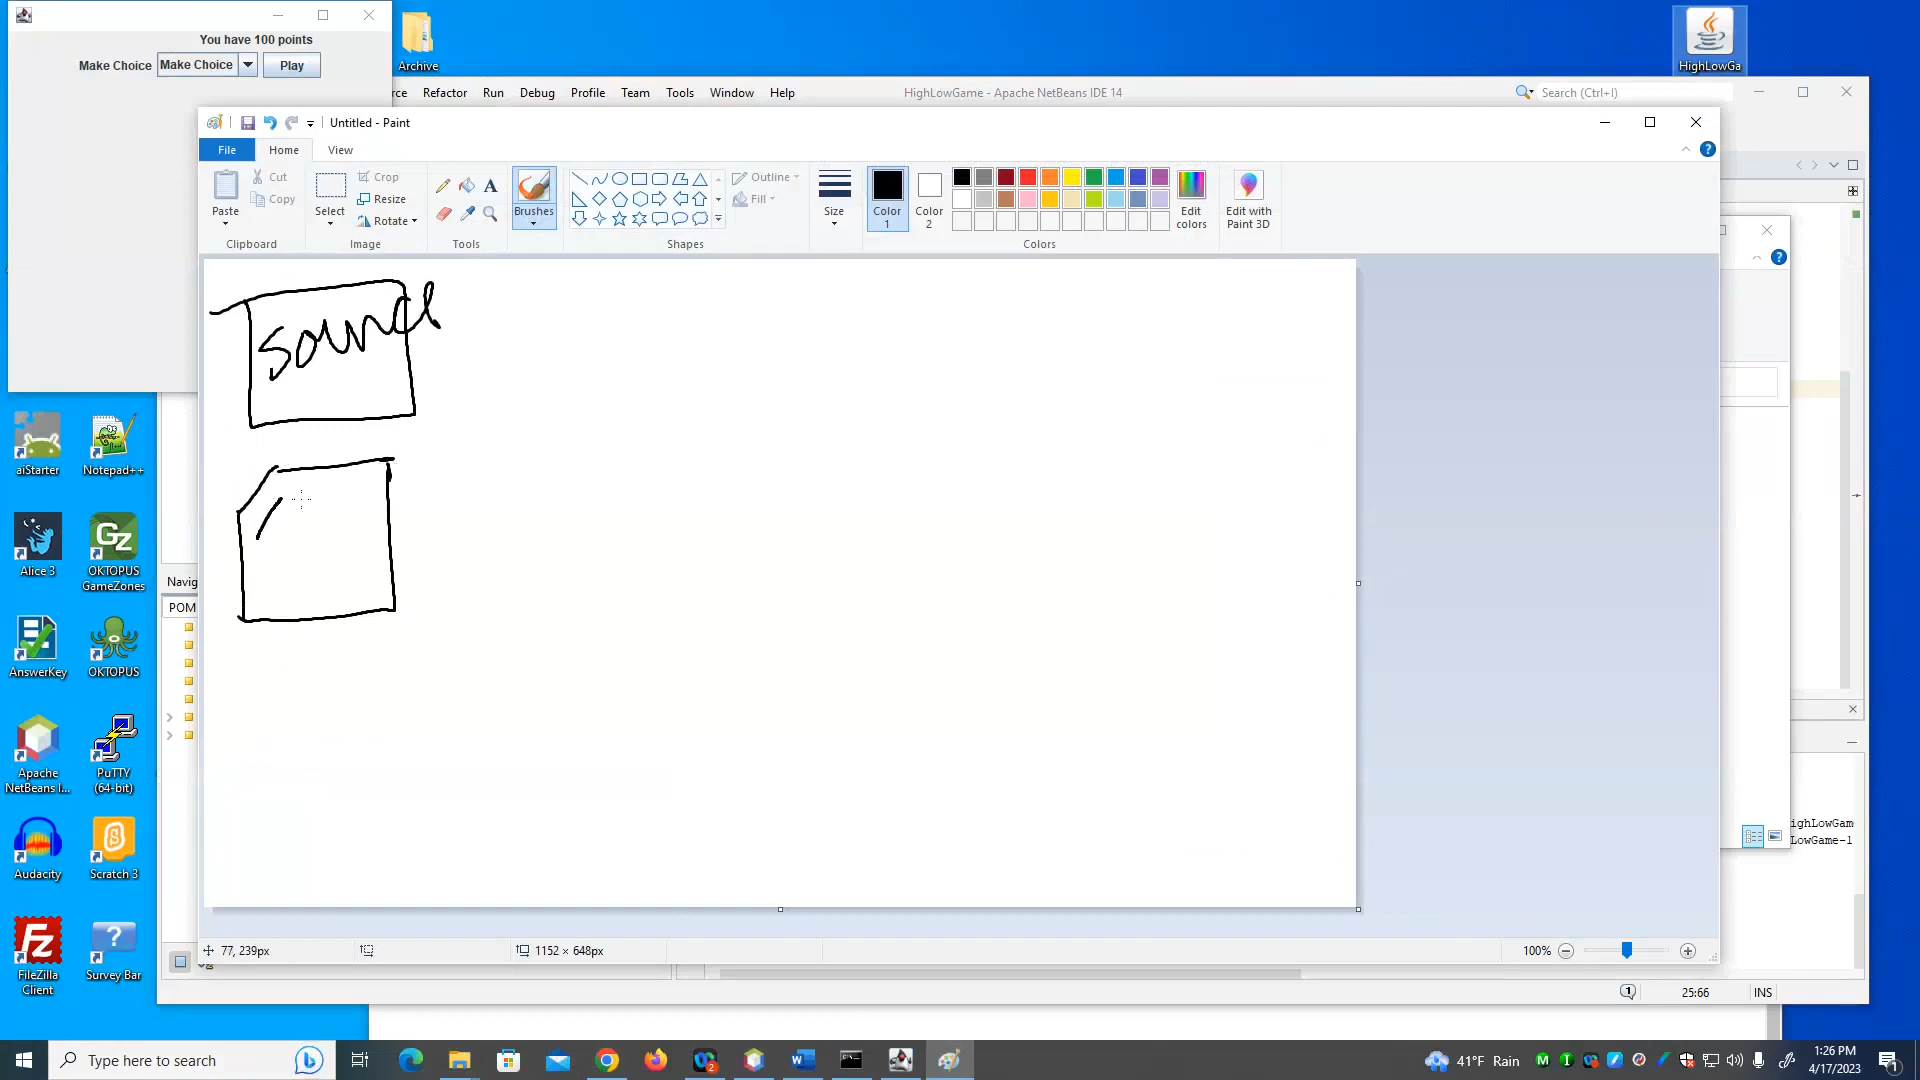 You have 100 points
Make Choice Make Choice Play
Archive
HighLowGa
rce Refactor Run Debug Profile Team Tools Window Help
HighLowGame - Apache NetBeans IDE 14
Search (Ctrl+I)
Untitled - Paint
File Home View
Paste
Cut
Copy
Clipboard
Select
Crop
Resize
Rotate
Image
Tools
Brushes
Outline
Fill
Shapes
Size
Color 1
Color 2
Edit colors
Colors
Edit with Paint 3D
sound
aiStarter
Notepad++
Alice 3
OKTOPUS GameZones
AnswerKey
OKTOPUS
Apache NetBeans I...
PuTTY (64-bit)
Audacity
Scratch 3
FileZilla Client
Survey Bar
Navig
POM
ighLowGam
LowGame-1
77, 239px
1152 × 648px
100%
1
25:66
INS
Type here to search
41°F Rain
1:26 PM
4/17/2023